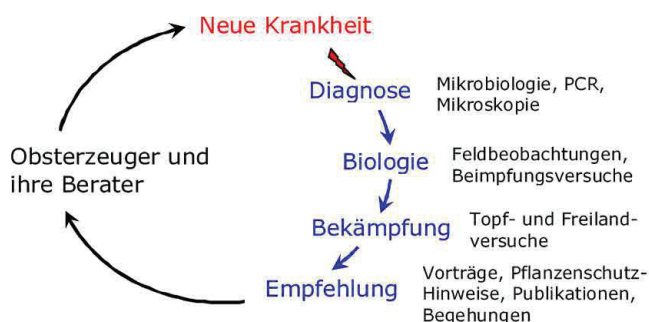 Neue Krankheit
Diagnose
Mikrobiologie, PCR,
Mikroskopie
Obsterzeuger und
ihre Berater
Biologie
Feldbeobachtungen,
Beimpfungsversuche
Bekämpfung
Topf- und Freiland-
versuche
Empfehlung
Vorträge, Pflanzenschutz-
Hinweise, Publikationen,
Begehungen